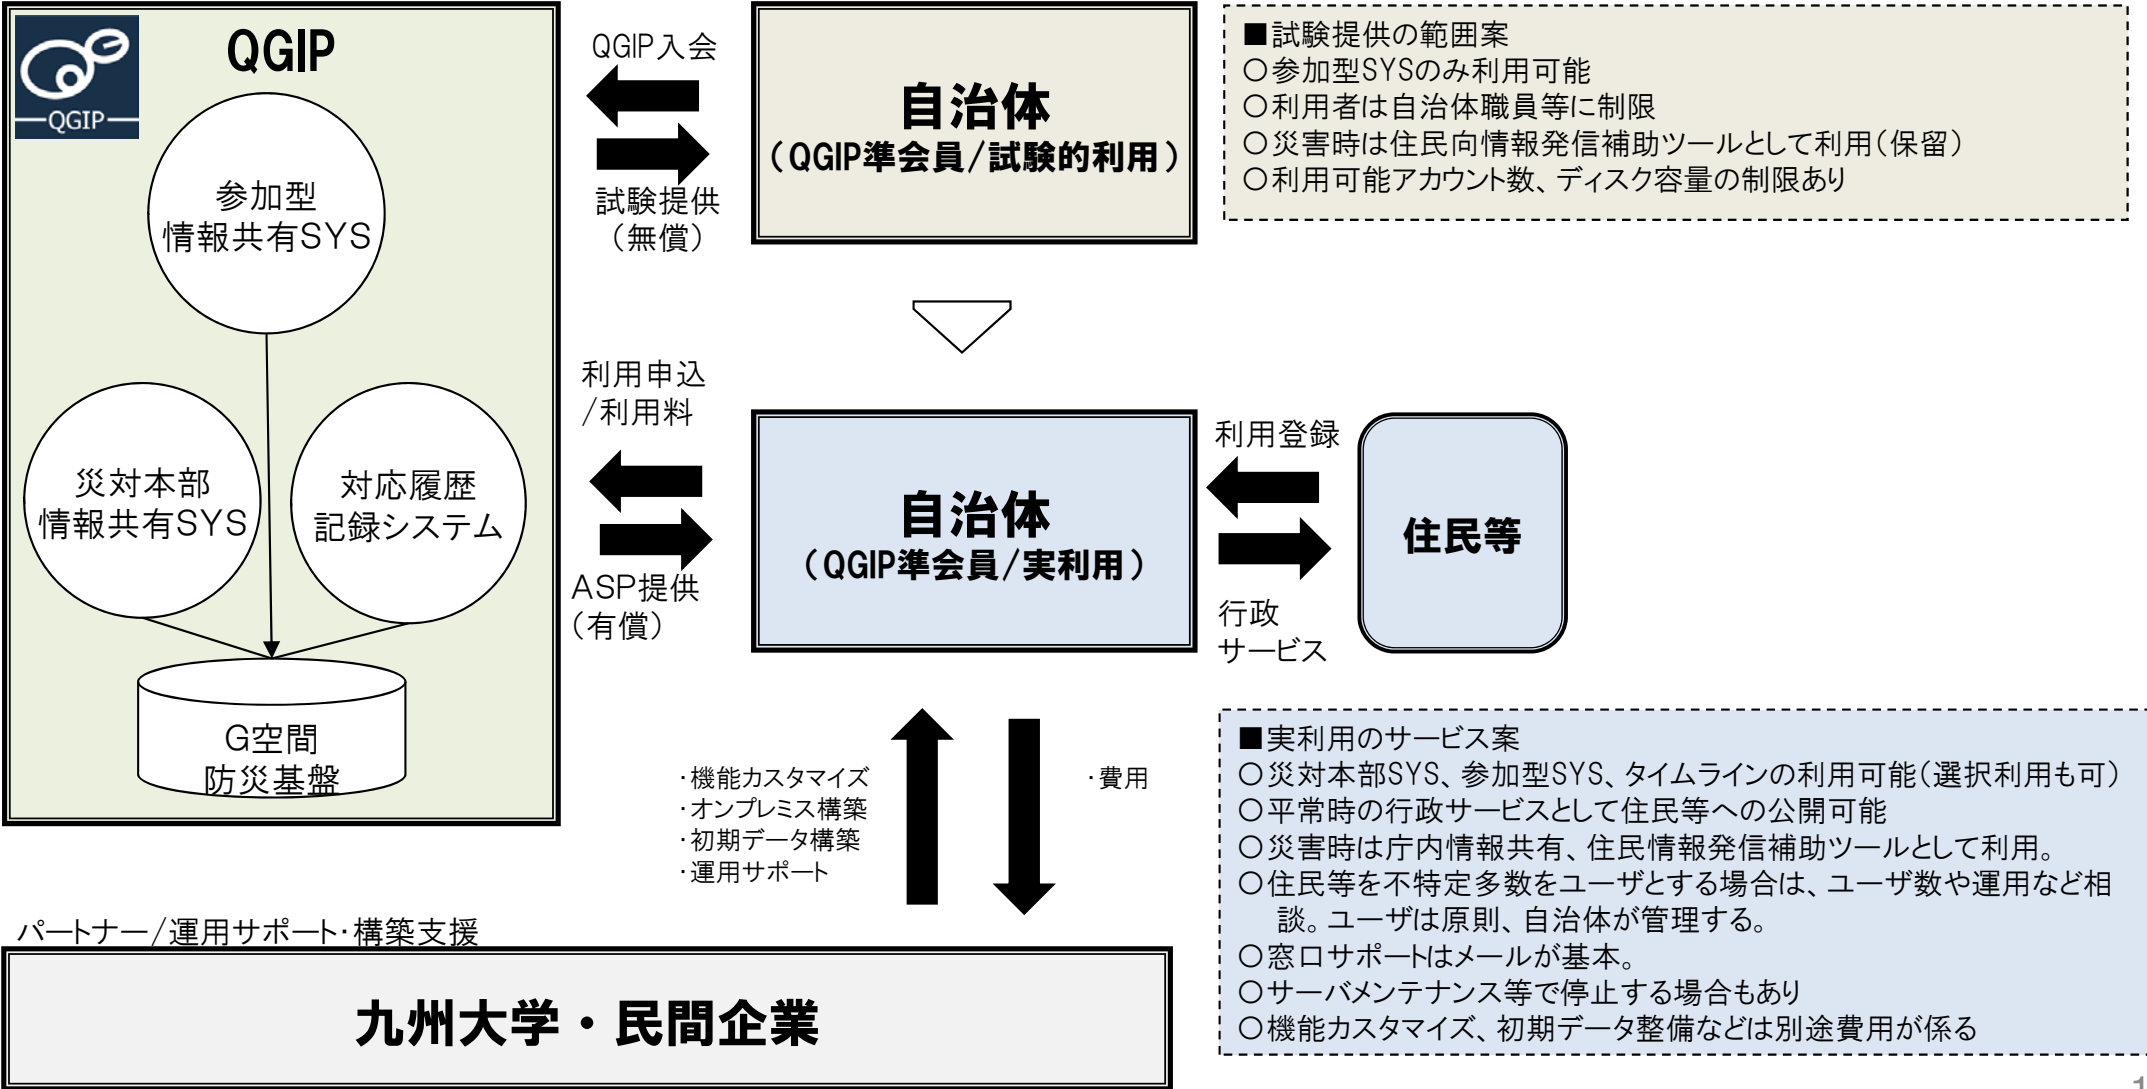 QGIP
QGIP
参加型
情報共有SYS
災対本部
情報共有SYS
対応履歴
記録システム
G空間
防災基盤
QGIP入会
試験提供
（無償）
自治体
（QGIP準会員/試験的利用）
■試験提供の範囲案
○参加型SYSのみ利用可能
○利用者は自治体職員等に制限
○災害時は住民向情報発信補助ツールとして利用（保留）
○利用可能アカウント数、ディスク容量の制限あり
利用申込
/利用料
ASP提供
（有償）
自治体
（QGIP準会員/実利用）
利用登録
行政
サービス
住民等
・機能カスタマイズ
・オンプレミス構築
・初期データ構築
・運用サポート
・費用
■実利用のサービス案
○災対本部SYS、参加型SYS、タイムラインの利用可能（選択利用も可）
○平常時の行政サービスとして住民等への公開可能
○災害時は庁内情報共有、住民情報発信補助ツールとして利用。
○住民等を不特定多数をユーザとする場合は、ユーザ数や運用など相
談。ユーザは原則、自治体が管理する。
○窓口サポートはメールが基本。
○サーバメンテナンス等で停止する場合もあり
○機能カスタマイズ、初期データ整備などは別途費用が係る
パートナー/運用サポート・構築支援
九州大学・民間企業